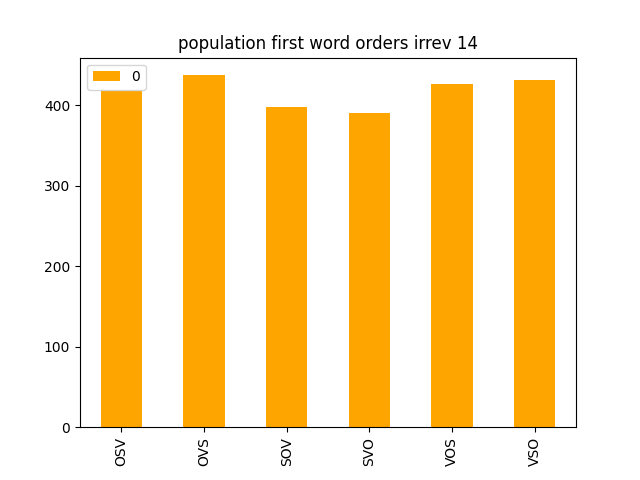 population first word orders irrev 14
0
400
300
200
100
0
OSV
OVS
SOV
SVO
VOS
VSO